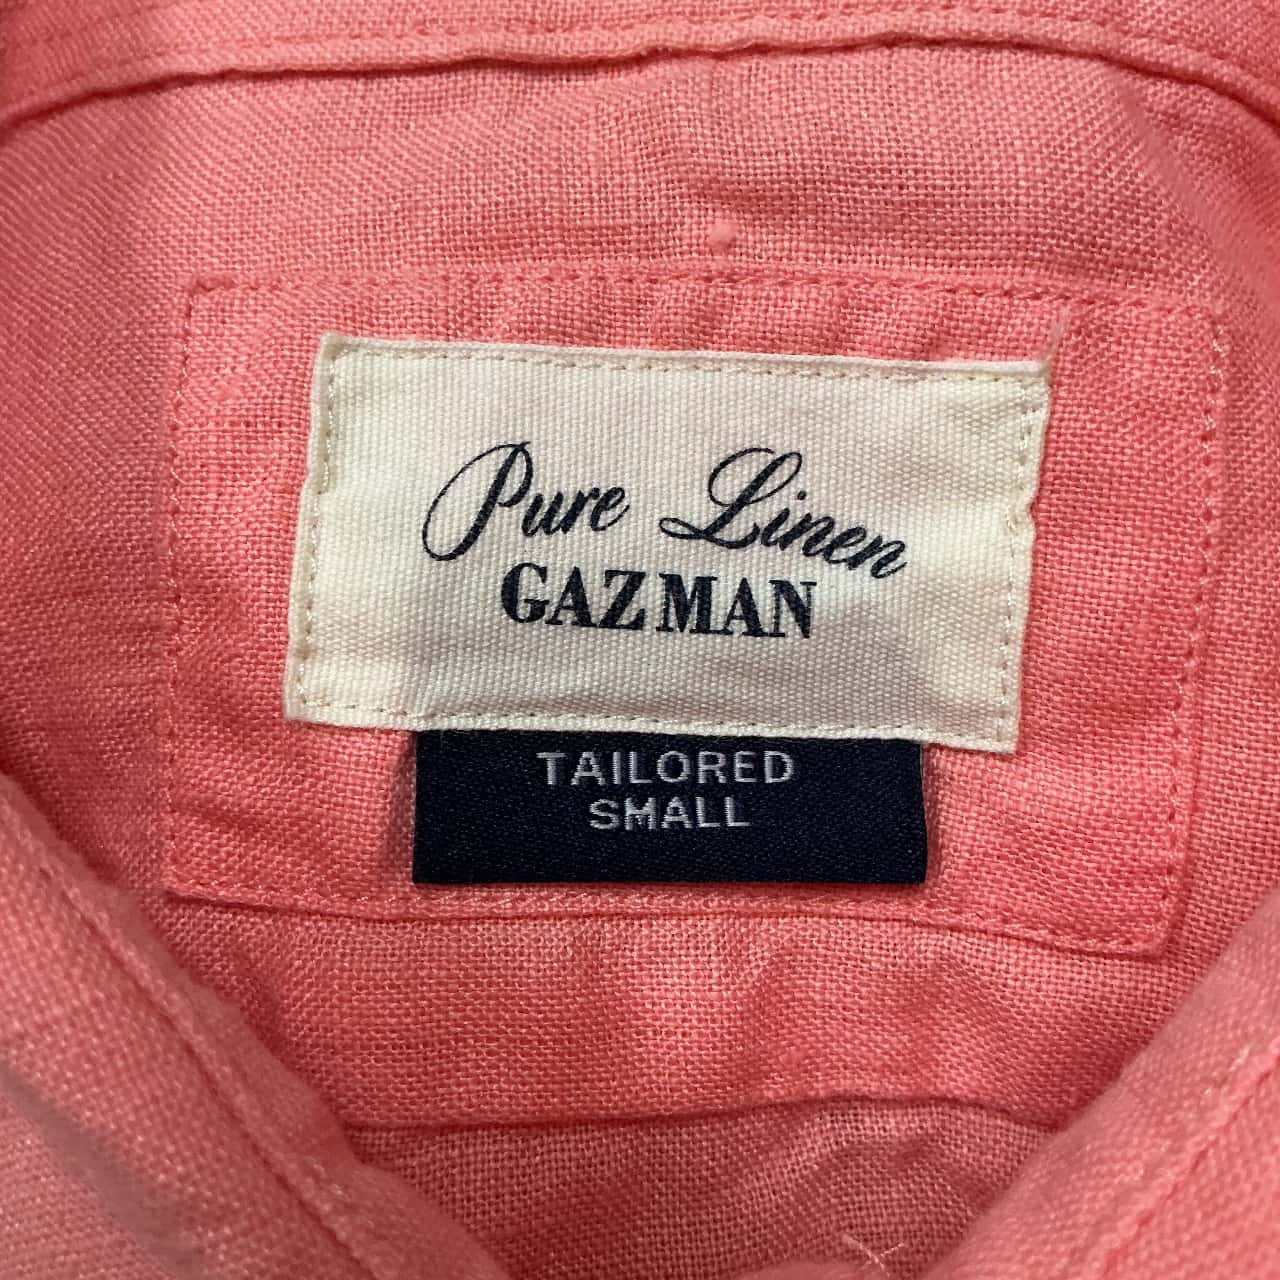 Pure Linen
GAZMAN
TAILORED
SMALL